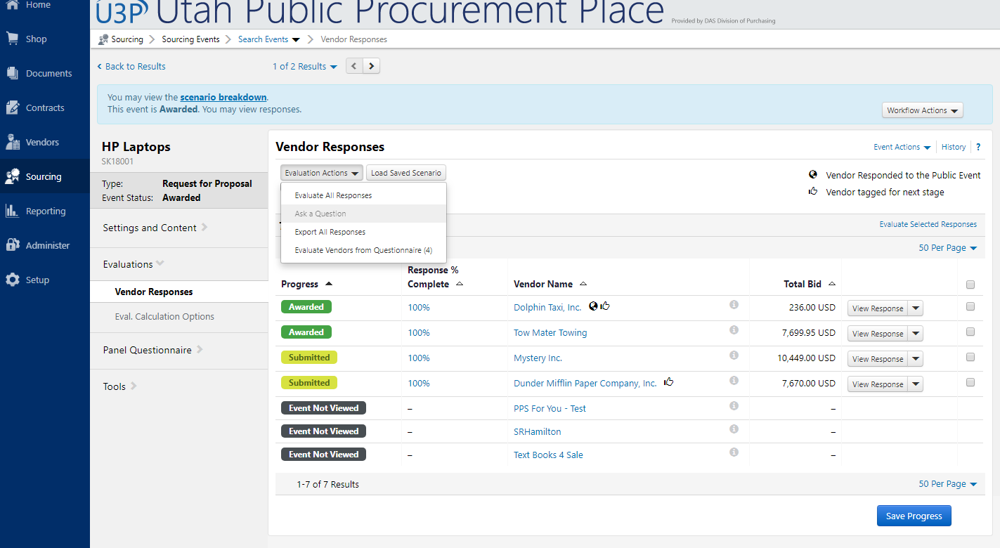 Home
Shop
Documents
Contracts
Vendors
Sourcing
Reporting
Administer
Setup
U3P Utah Public Procurement Place Provided by DAS Division of Purchasing
Sourcing Sourcing Events Search Events Vendor Responses
Back to Results 1 of 2 Results
You may view the scenario breakdown.
This event is Awarded. You may view responses.
Workflow Actions
HP Laptops
SK18001
Type: Request for Proposal
Event Status: Awarded
Settings and Content
Evaluations
Vendor Responses
Eval. Calculation Options
Panel Questionnaire
Tools
Vendor Responses Event Actions History ?
Evaluation Actions Load Saved Scenario
Vendor Responded to the Public Event
Vendor tagged for next stage
Evaluate All Responses
Ask a Question
Export All Responses
Evaluate Vendors from Questionnaire (4)
Evaluate Selected Responses
50 Per Page
Progress Response % Complete Vendor Name Total Bid
Awarded 100% Dolphin Taxi, Inc. 236.00 USD View Response
Awarded 100% Tow Mater Towing 7,699.95 USD View Response
Submitted 100% Mystery Inc. 10,449.00 USD View Response
Submitted 100% Dunder Mifflin Paper Company, Inc. 7,670.00 USD View Response
Event Not Viewed – PPS For You - Test –
Event Not Viewed – SRHamilton –
Event Not Viewed – Text Books 4 Sale –
1-7 of 7 Results 50 Per Page
Save Progress